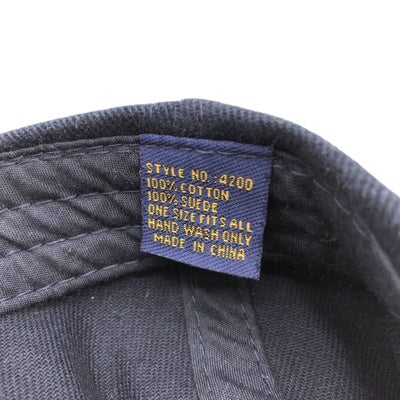 STYLE NO. :4200
100% COTTON
100% SUEDE
ONE SIZE FITS ALL
HAND WASH ONLY
MADE IN CHINA